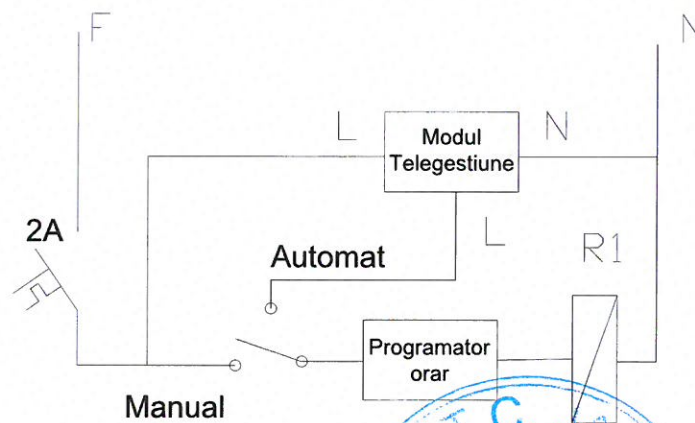 F
N
L
Modul
Telegestiune
N
2A
L
R1
Automat
Programator
orar
Manual